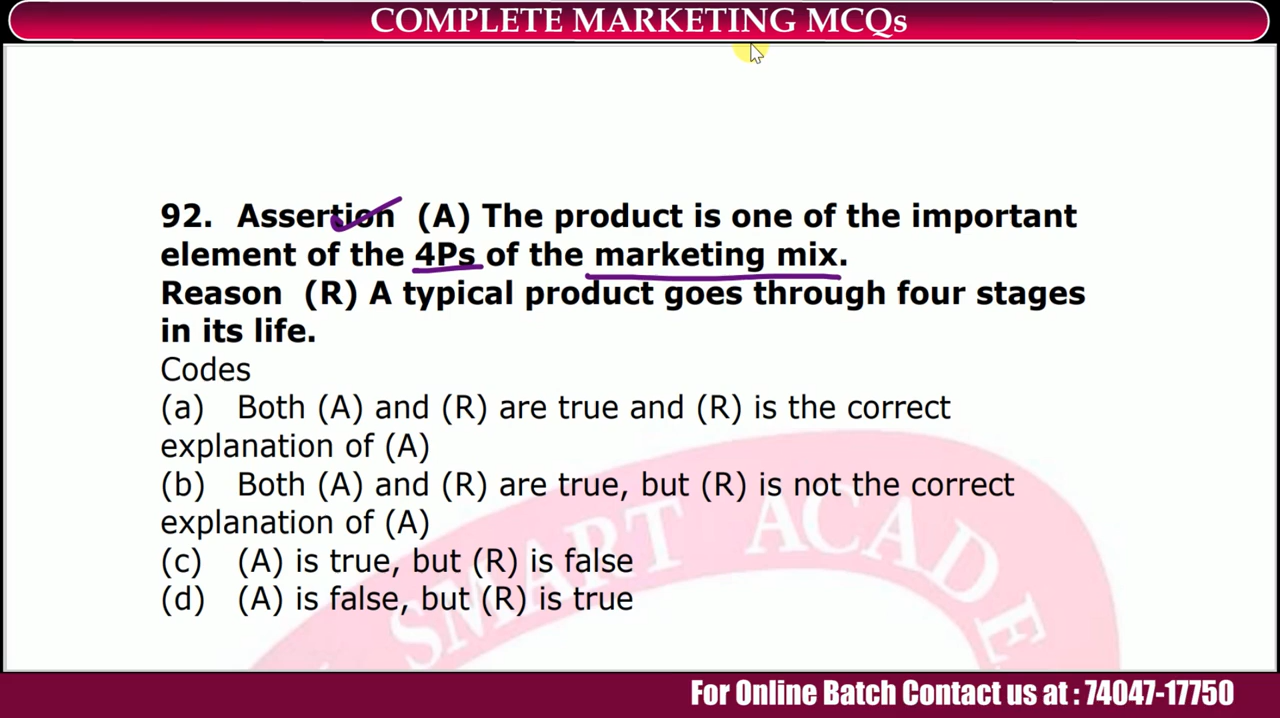 COMPLETE MARKETING MCQs
92. Assertion (A) The product is one of the important
element of the 4Ps of the marketing mix.
Reason (R) A typical product goes through four stages
in its life.
Codes
(a) Both (A) and (R) are true and (R) is the correct
explanation of (A)
(b) Both (A) and (R) are true, but (R) is not the correct
explanation of (A)
(c) (A) is true, but (R) is false
(d) (A) is false, but (R) is true
SMART ACADE
For Online Batch Contact us at : 74047-17750